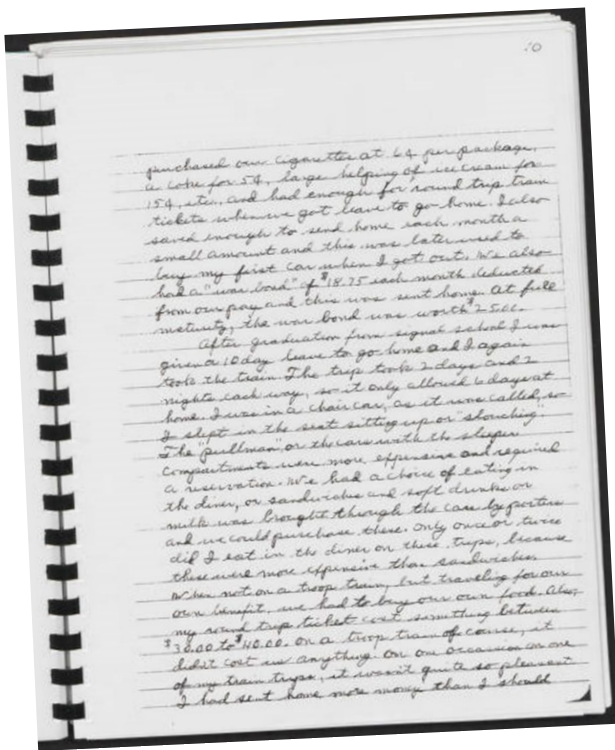 10
purchased our cigarettes at 6¢ per package,
a coke for 5¢, large helping of ice cream for
15¢, etc. and had enough for round trip train
tickets when we got leave to go home. I also
saved enough to send home each month a
small amount and this was later used to
buy my first car when I got out. We also
had a "war bond" of $18.75 each month deducted
from our pay and this was sent home. At full
maturity, the war bond was worth $25.00.
After graduation from signal school I was
given a 10 day leave to go home and I again
took the train. The trip took 2 days and 2
nights each way, so it only allowed 6 days at
home. I was in a chair car, as it was called, so
I slept in the seat sitting up or "slouching".
The "pullman" or the cars with the sleeper
compartments were more expensive and required
a reservation. We had a choice of eating in
the diner, or sandwiches and soft drinks or
milk was brought through the cars by porters
and we could purchase these. Only once or twice
did I eat in the diner on these trips, because
these were more expensive than sandwiches.
When not on a troop train, but traveling for our
own benefit, we had to buy our own food. Also,
my round trip ticket cost something between
$30.00 to $40.00. On a troop train of course, it
didn't cost us anything. On one occasion on one
of my train trips, it wasn't quite so pleasant
I had sent home more money than I should